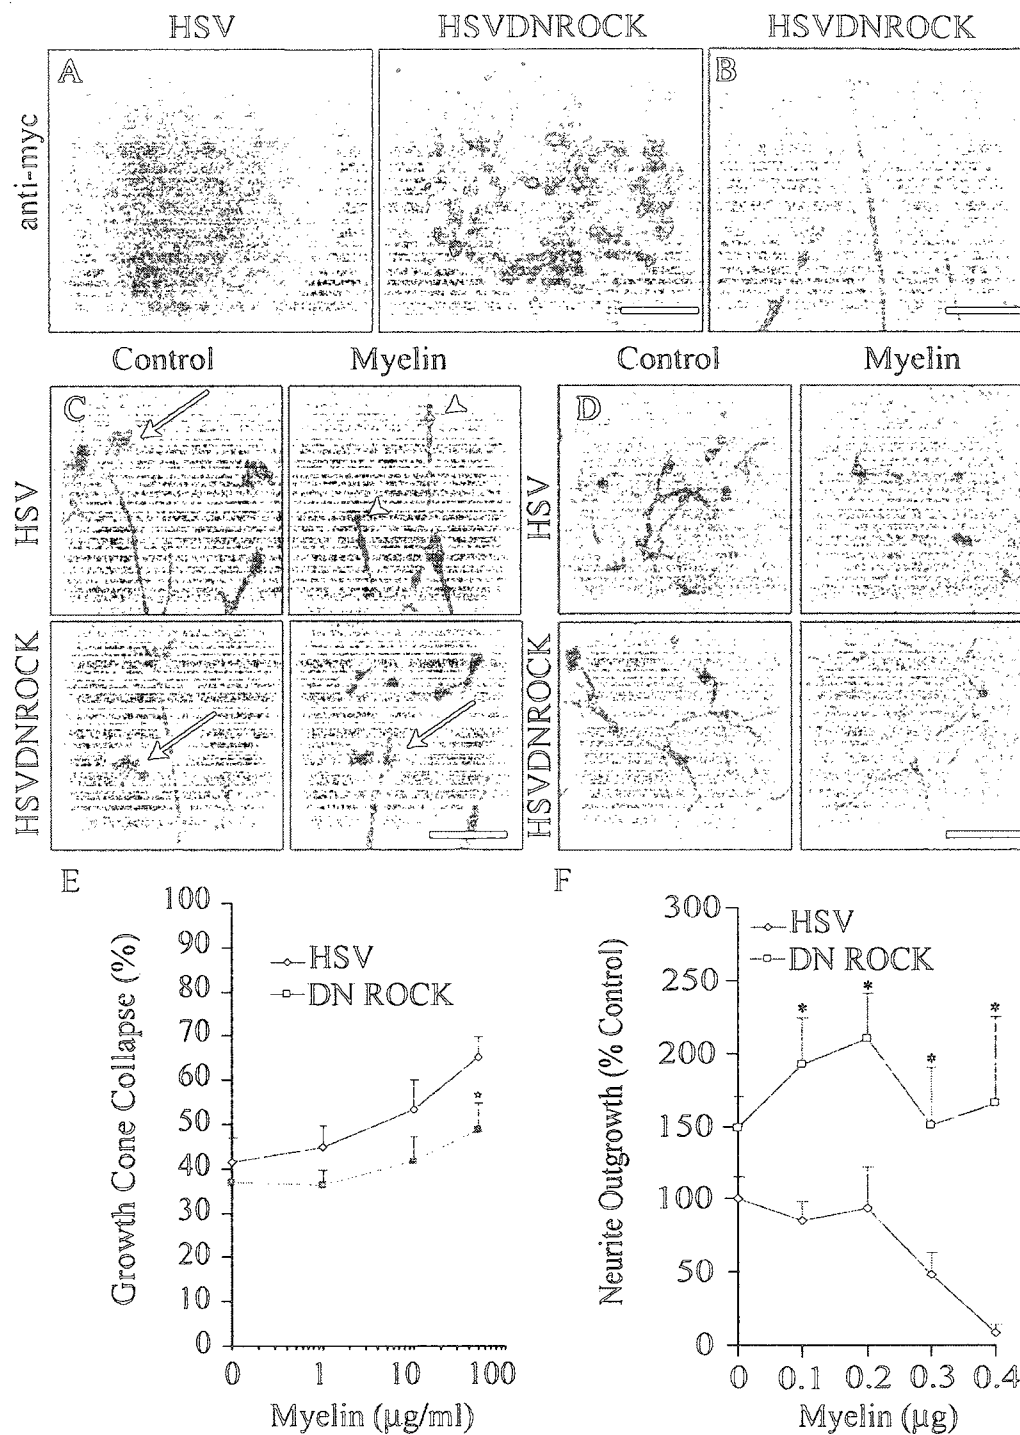 HSV HSVDNROCK HSVDNROCK
A B
anti-myc
Control Myelin Control Myelin
C D
HSV HSV
HSVDNROCK HSVDNROCK
E F
100
90
80
70
60
50
40
30
20
10
0
Growth Cone Collapse (%)
HSV
DN ROCK
*
0 1 10 100
Myelin (μg/ml)
300
250
200
150
100
50
0
Neurite Outgrowth (% Control)
HSV
DN ROCK
* * * *
0 0.1 0.2 0.3 0.4
Myelin (μg)